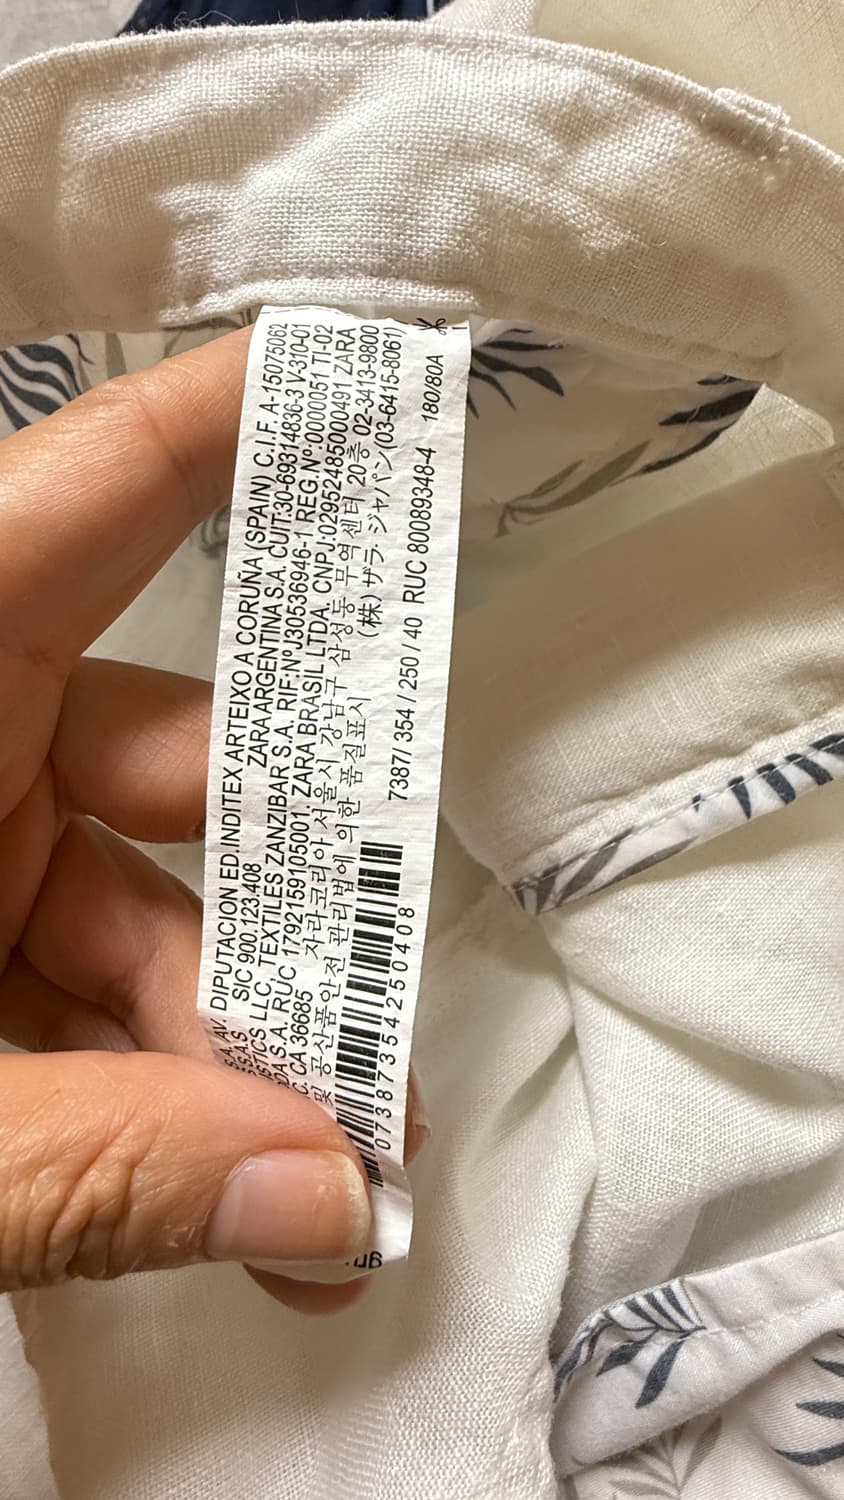 S.A. AV. DIPUTACION ED INDITEX ARTEIXO A CORUÑA (SPAIN) C.I.F. A-15075062
S.A.S SIC 900.123.408 ZARA ARGENTINA S.A. CUIT:30-69314836-3 V-310-01
LLC, TEXTILES ZANZIBAR S.A. RIF:Nº J30536946-1 REG.Nº:0000051 TI-02
S.A. RUC 1792159105001. ZARA BRASIL LTDA. CNPJ:02952485000491 ZARA
CA 36685 자라코리아 서울시 강남구 삼성동 무역센터 20층 02-3413-9800
및 공산품안전 관리법에 의한 품질표시 (株) ザラ・ジャパン(03-6415-8061)
7387/ 354 / 250 / 40 RUC 80089348-4 180/80A
07387354250408